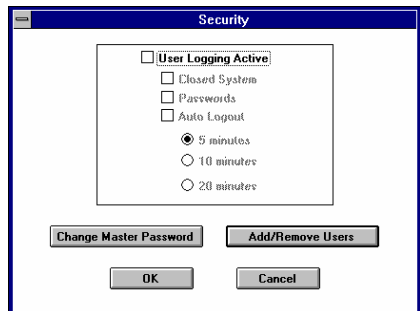 Security
User Logging Active
Closed System
Passwords
Auto Logout
5 minutes
10 minutes
20 minutes
Change Master Password
Add/Remove Users
OK
Cancel